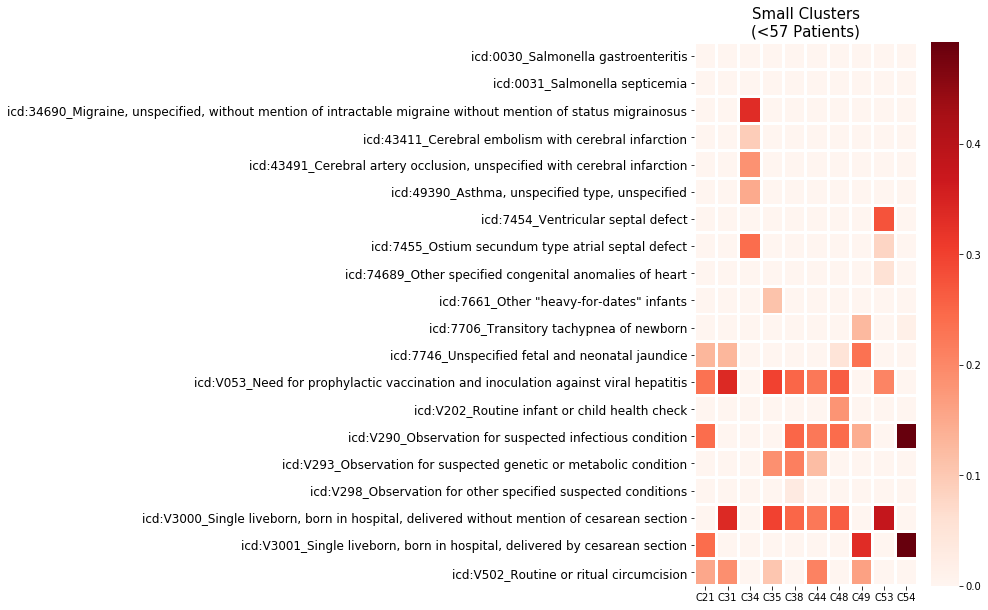 Small Clusters
(<57 Patients)
icd:0030_Salmonella gastroenteritis
icd:0031_Salmonella septicemia
icd:34690_Migraine, unspecified, without mention of intractable migraine without mention of status migrainosus
icd:43411_Cerebral embolism with cerebral infarction
icd:43491_Cerebral artery occlusion, unspecified with cerebral infarction
icd:49390_Asthma, unspecified type, unspecified
icd:7454_Ventricular septal defect
icd:7455_Ostium secundum type atrial septal defect
icd:74689_Other specified congenital anomalies of heart
icd:7661_Other "heavy-for-dates" infants
icd:7706_Transitory tachypnea of newborn
icd:7746_Unspecified fetal and neonatal jaundice
icd:V053_Need for prophylactic vaccination and inoculation against viral hepatitis
icd:V202_Routine infant or child health check
icd:V290_Observation for suspected infectious condition
icd:V293_Observation for suspected genetic or metabolic condition
icd:V298_Observation for other specified suspected conditions
icd:V3000_Single liveborn, born in hospital, delivered without mention of cesarean section
icd:V3001_Single liveborn, born in hospital, delivered by cesarean section
icd:V502_Routine or ritual circumcision
C21 C31 C34 C35 C38 C44 C48 C49 C53 C54
0.4
0.3
0.2
0.1
0.0